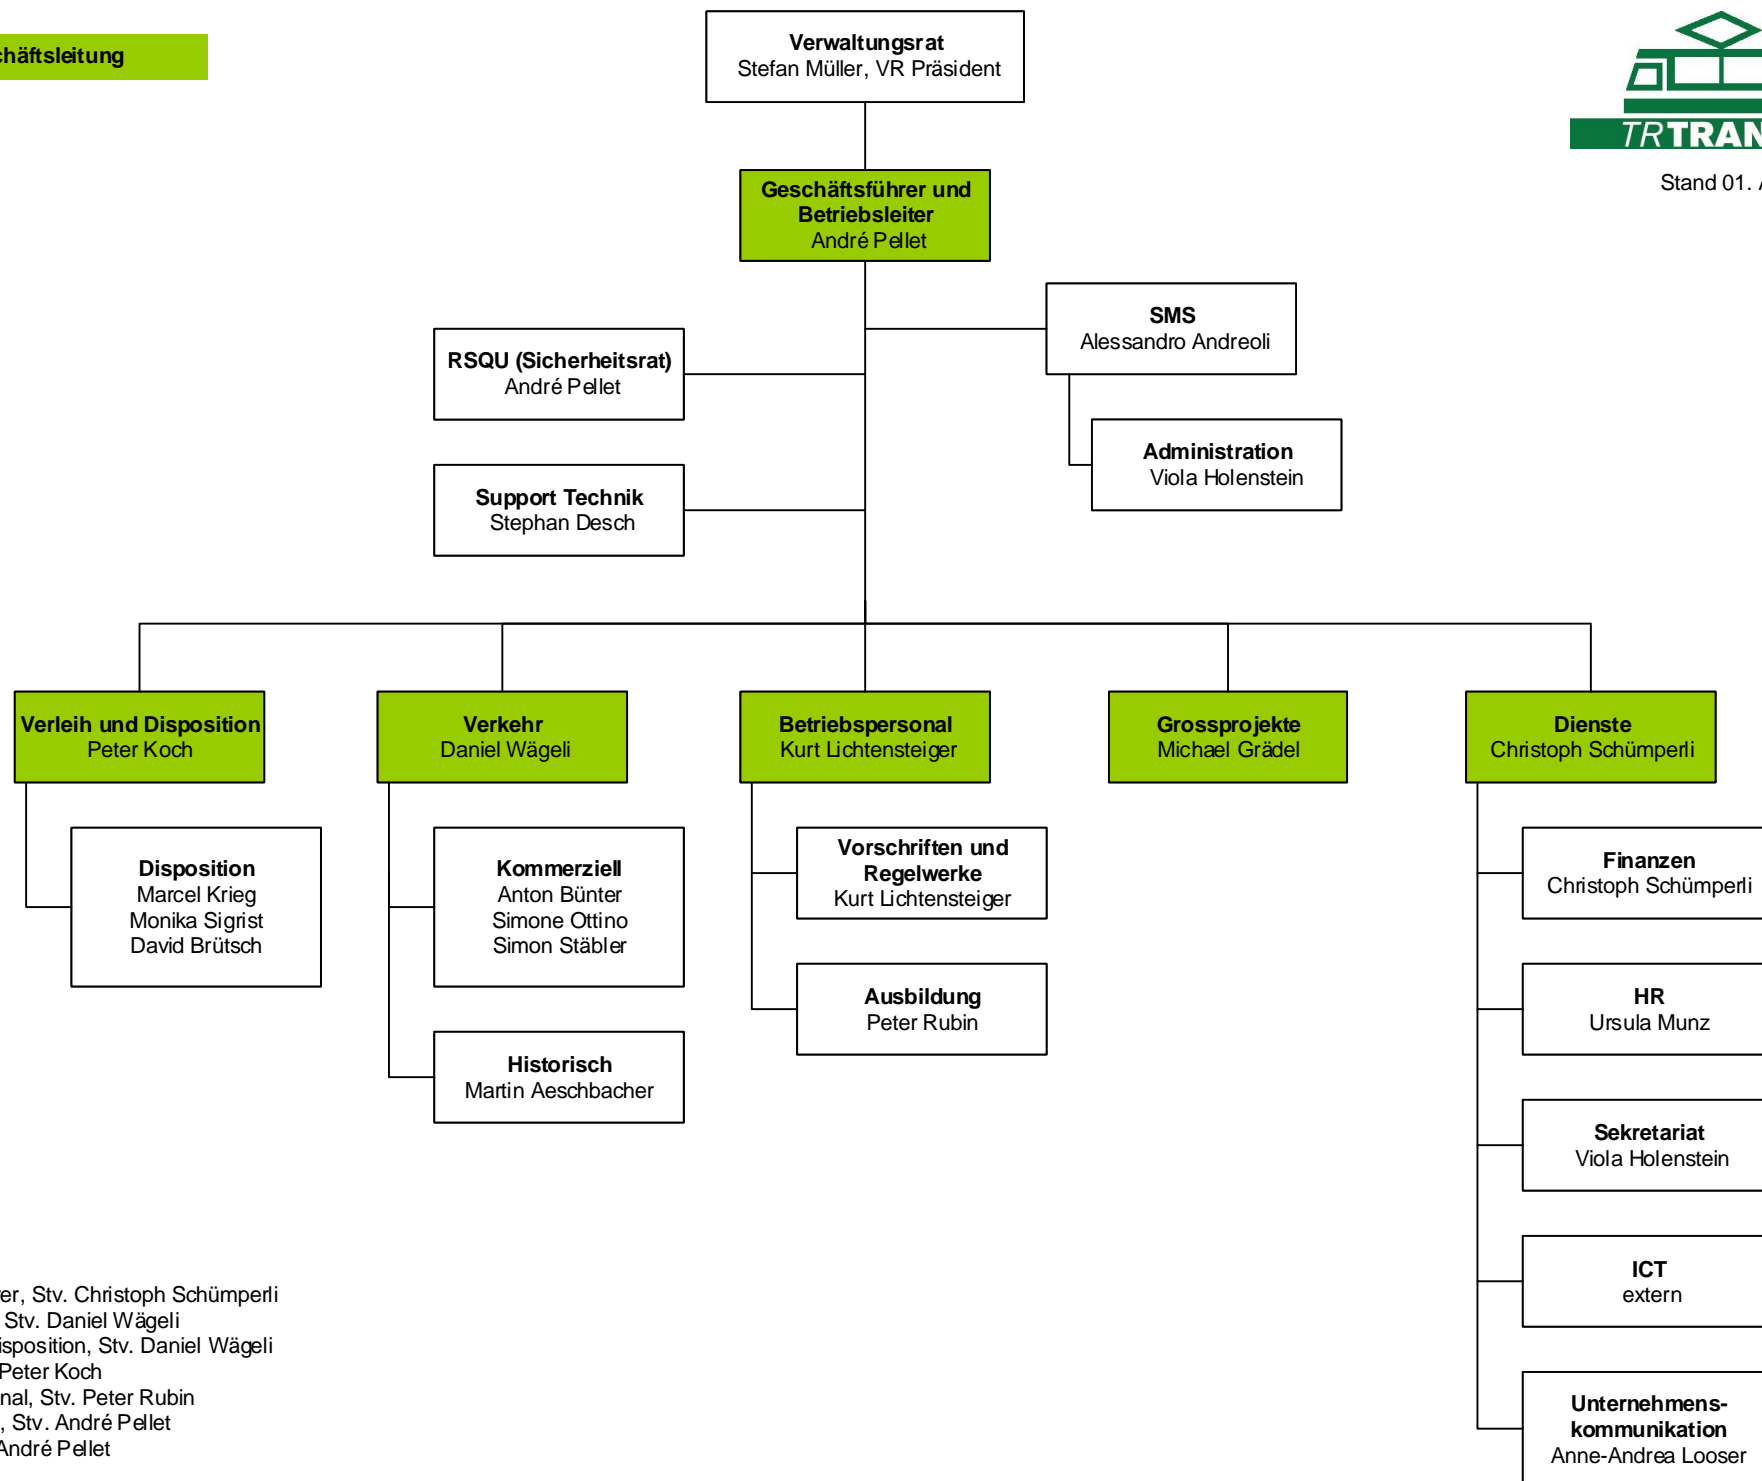 chäftsleitung
Verwaltungsrat
Stefan Müller, VR Präsident
TRTRAN
Stand 01.
Geschäftsführer und
Betriebsleiter
André Pellet
SMS
Alessandro Andreoli
RSQU (Sicherheitsrat)
André Pellet
Administration
Viola Holenstein
Support Technik
Stephan Desch
Verleih und Disposition
Peter Koch
Verkehr
Daniel Wägeli
Betriebspersonal
Kurt Lichtensteiger
Grossprojekte
Michael Grädel
Dienste
Christoph Schümperli
Disposition
Marcel Krieg
Monika Sigrist
David Brütsch
Kommerziell
Anton Bünter
Simone Ottino
Simon Stäbler
Vorschriften und
Regelwerke
Kurt Lichtensteiger
Finanzen
Christoph Schümperli
Ausbildung
Peter Rubin
HR
Ursula Munz
Historisch
Martin Aeschbacher
Sekretariat
Viola Holenstein
ICT
extern
Unternehmens-
kommunikation
Anne-Andrea Looser
er, Stv. Christoph Schümperli
Stv. Daniel Wägeli
isposition, Stv. Daniel Wägeli
Peter Koch
nal, Stv. Peter Rubin
, Stv. André Pellet
André Pellet